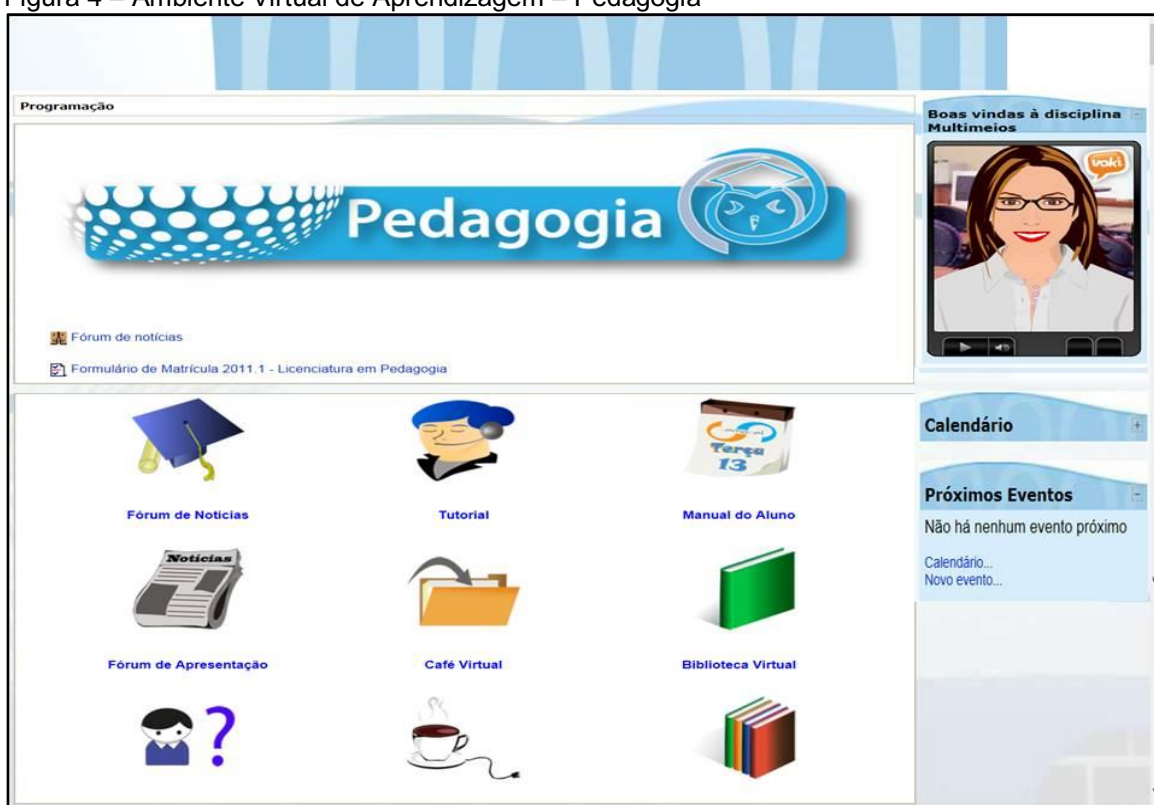 Figura 4 – Ambiente Virtual de Aprendizagem – Pedagogia
Programação
Pedagogia
Fórum de notícias
Formulário de Matrícula 2011.1 - Licenciatura em Pedagogia
Boas vindas à disciplina
Multimeios
voki
Calendário
Próximos Eventos
Não há nenhum evento próximo
Calendário...
Novo evento...
Terça
13
Fórum de Noticias
Tutorial
Manual do Aluno
Notícias
Fórum de Apresentação
Café Virtual
Biblioteca Virtual
?